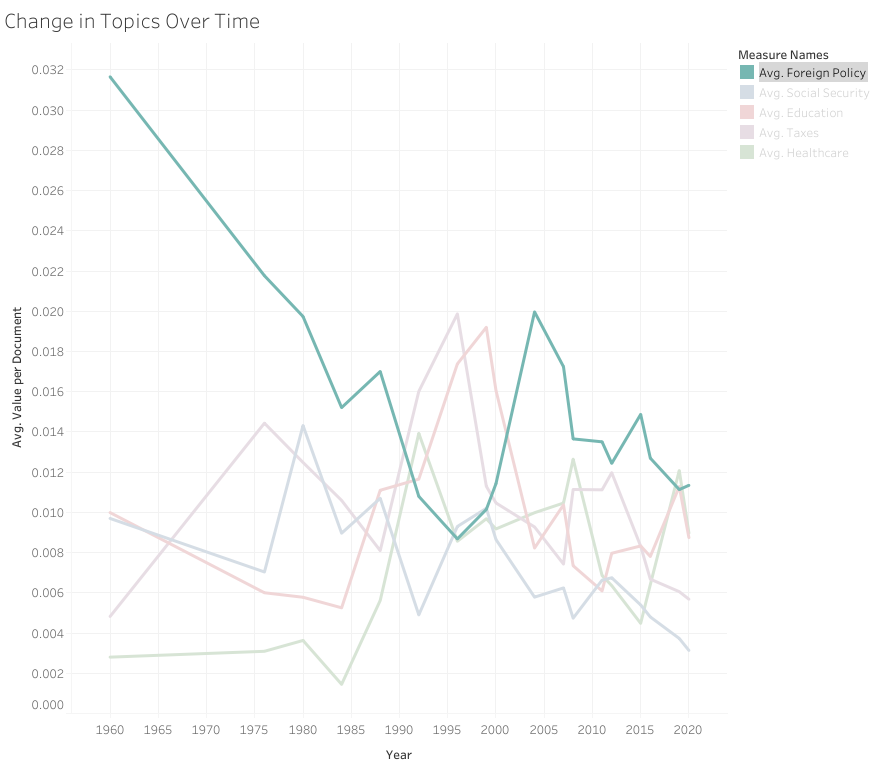 Change in Topics Over Time
Measure Names
Avg. Foreign Policy
Avg. Social Security
Avg. Education
Avg. Taxes
Avg. Healthcare
Avg. Value per Document
0.032
0.030
0.028
0.026
0.024
0.022
0.020
0.018
0.016
0.014
0.012
0.010
0.008
0.006
0.004
0.002
0.000
1960 1965 1970 1975 1980 1985 1990 1995 2000 2005 2010 2015 2020
Year